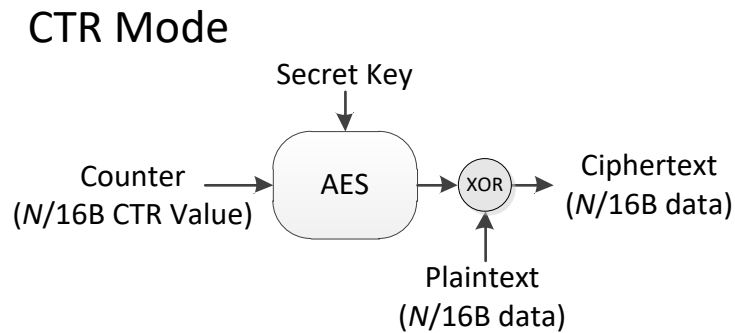 CTR Mode
Secret Key
Counter
(N/16B CTR Value)
AES
XOR
Ciphertext
(N/16B data)
Plaintext
(N/16B data)